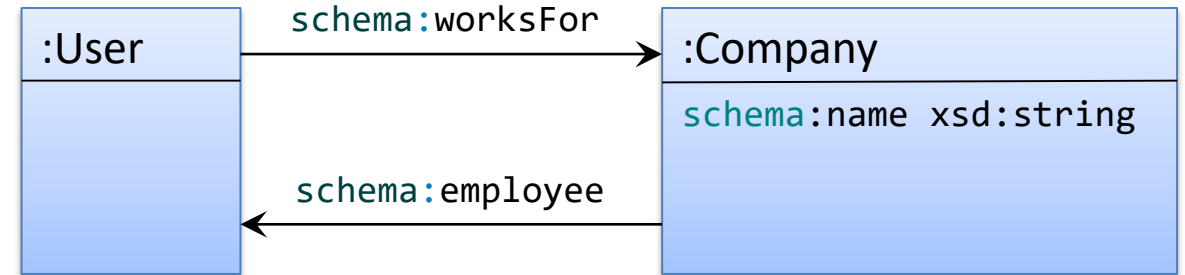 schema:worksFor
:User
:Company
schema:name xsd:string
schema:employee